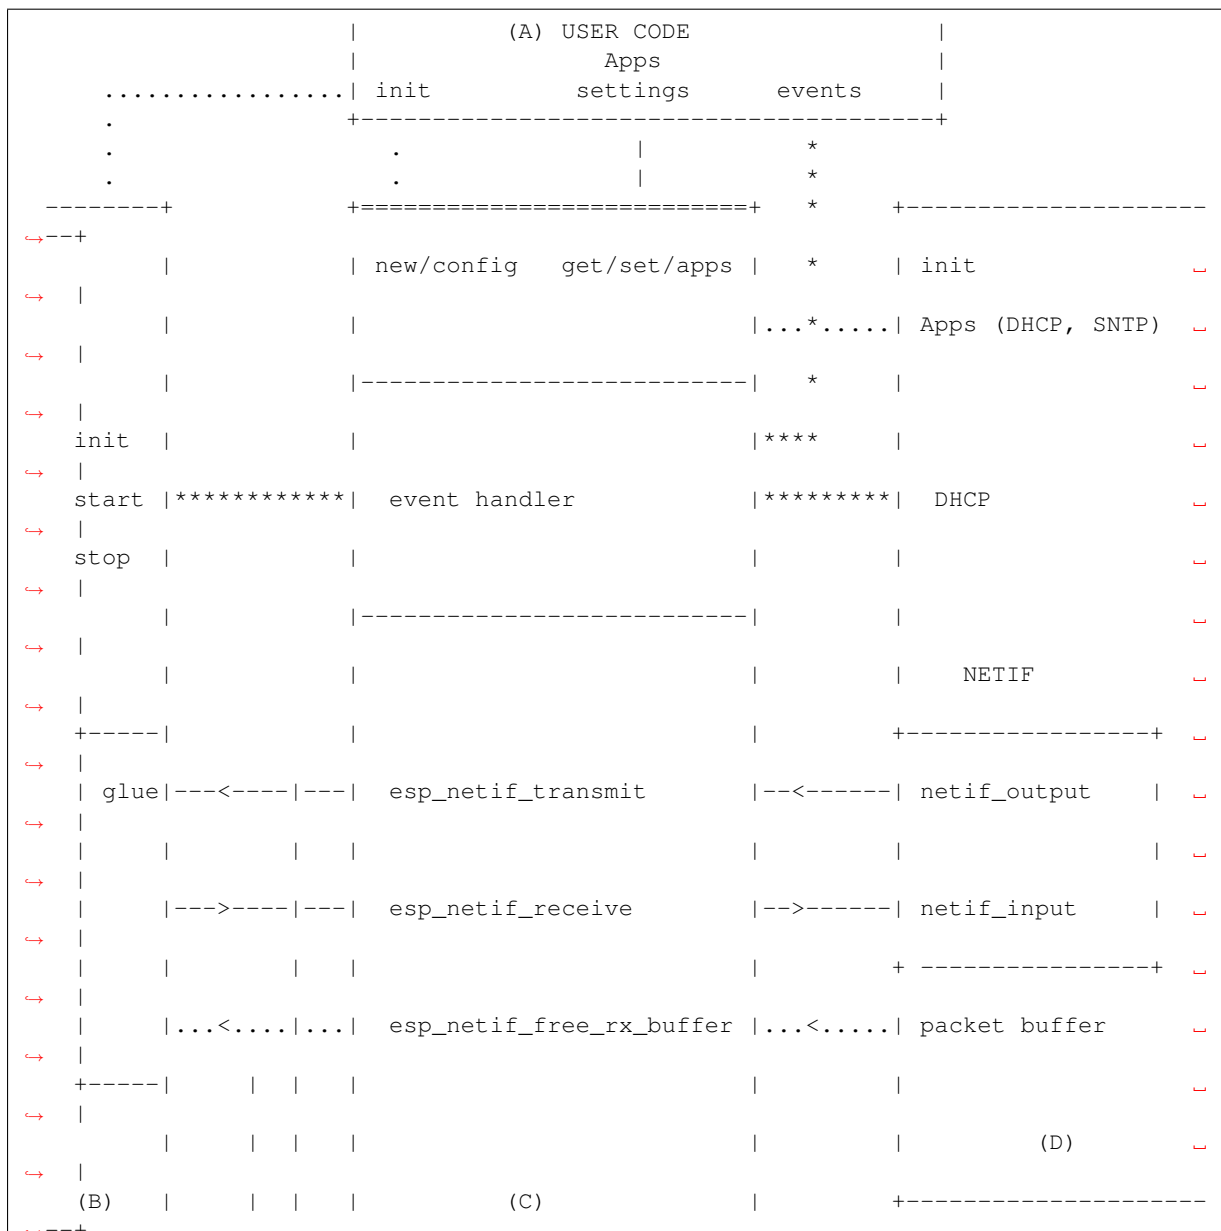 |          (A) USER CODE                 |
|                 Apps                   |
.................| init          settings      events     |
.                +----------------------------------------+
.                   .                |         *
.                   .                |         *
--------+            +===========================+   *     +---------------------
↪--+
|            | new/config   get/set/apps |   *     | init               ␣
↪  |
|            |                           |...*.....| Apps (DHCP, SNTP)  ␣
↪  |
|            |---------------------------|   *     |                    ␣
↪  |
init  |            |                           |****     |                    ␣
↪  |
start |************|  event handler            |*********|  DHCP              ␣
↪  |
stop  |            |                           |         |                    ␣
↪  |
|            |---------------------------|         |                    ␣
↪  |
|            |                           |         |    NETIF           ␣
↪  |
+-----|            |                           |         +-----------------+  ␣
↪  |
| glue|---<----|---|  esp_netif_transmit       |--<------| netif_output    |  ␣
↪  |
|     |        |   |                           |         |                 |  ␣
↪  |
|     |--->----|---|  esp_netif_receive        |-->------| netif_input     |  ␣
↪  |
|     |        |   |                           |         + ----------------+  ␣
↪  |
|     |...<....|...|  esp_netif_free_rx_buffer |...<.....| packet buffer      ␣
↪  |
+-----|     |  |   |                           |         |                    ␣
↪  |
|     |  |   |                           |         |         (D)        ␣
↪  |
(B)   |     |  |   |          (C)              |         +---------------------
↪--+